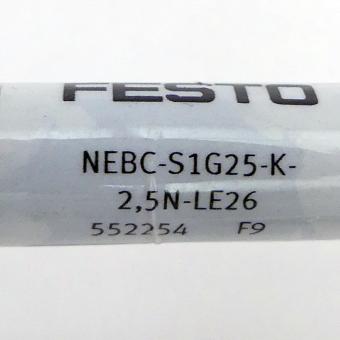 FESTO
NEBC-S1G25-K-
2,5N-LE26
552254 F9